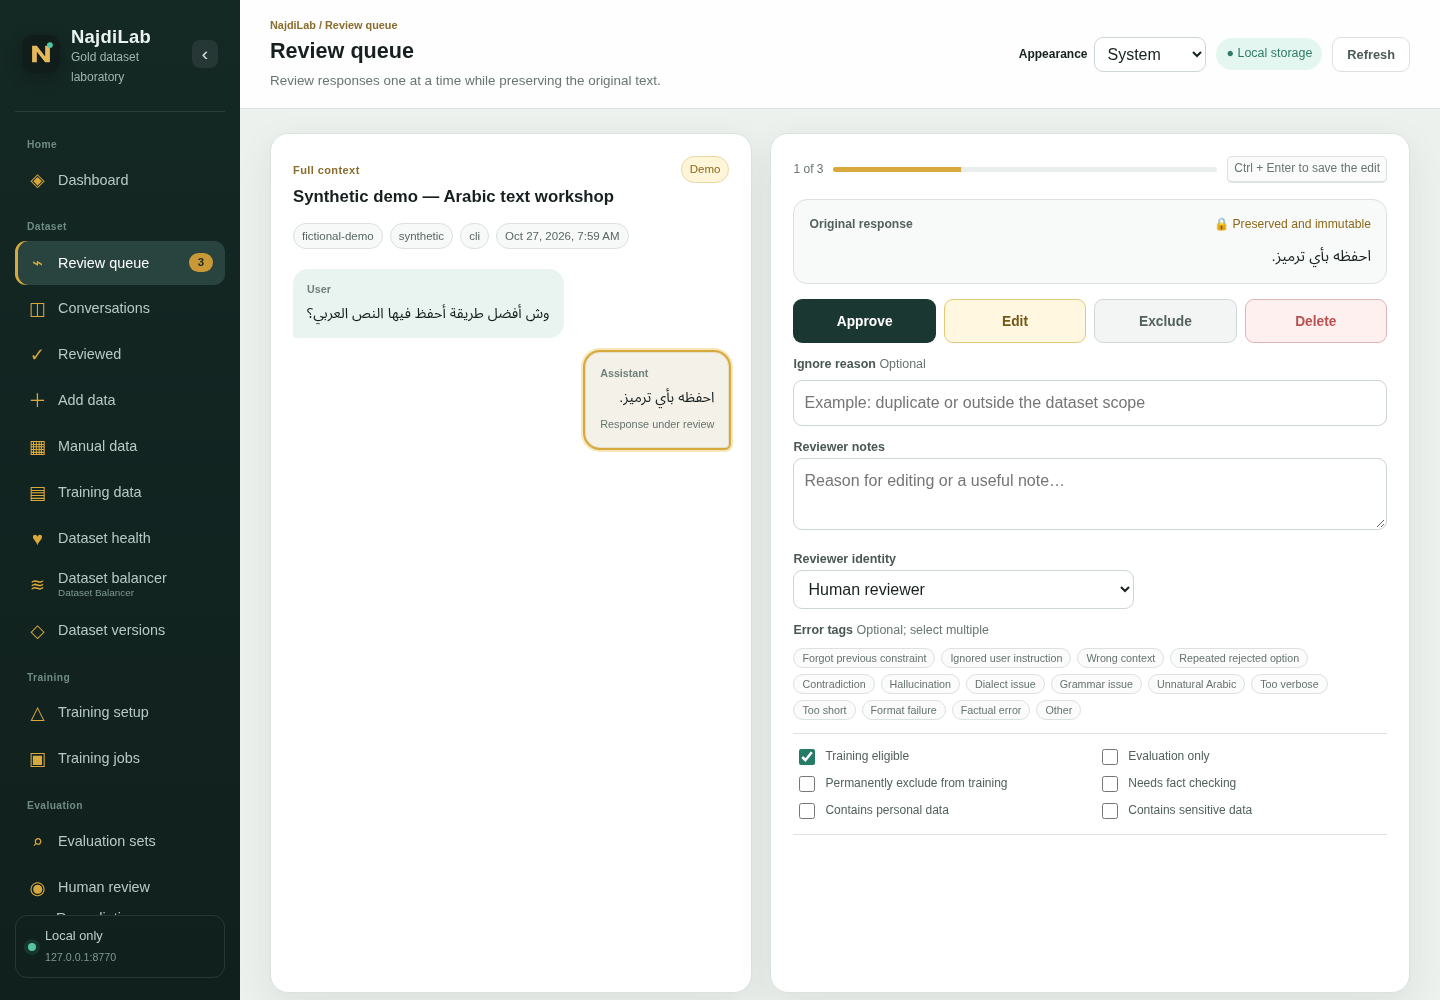 NajdiLab
Gold dataset
laboratory
Home
Dashboard
Dataset
Review queue 3
Conversations
Reviewed
Add data
Manual data
Training data
Dataset health
Dataset balancer
Dataset Balancer
Dataset versions
Training
Training setup
Training jobs
Evaluation
Evaluation sets
Human review
Local only
127.0.0.1:8770
NajdiLab / Review queue
Review queue
Review responses one at a time while preserving the original text.
Appearance System ● Local storage Refresh
Full context Demo
Synthetic demo — Arabic text workshop
fictional-demo synthetic cli Oct 27, 2026, 7:59 AM
User
وش أفضل طريقة أحفظ فيها النص العربي؟
Assistant
احفظه بأي ترميز.
Response under review
1 of 3 Ctrl + Enter to save the edit
Original response 🔒 Preserved and immutable
احفظه بأي ترميز.
Approve Edit Exclude Delete
Ignore reason Optional
Example: duplicate or outside the dataset scope
Reviewer notes
Reason for editing or a useful note…
Reviewer identity
Human reviewer
Error tags Optional; select multiple
Forgot previous constraint Ignored user instruction Wrong context Repeated rejected option
Contradiction Hallucination Dialect issue Grammar issue Unnatural Arabic Too verbose
Too short Format failure Factual error Other
Training eligible Evaluation only
Permanently exclude from training Needs fact checking
Contains personal data Contains sensitive data